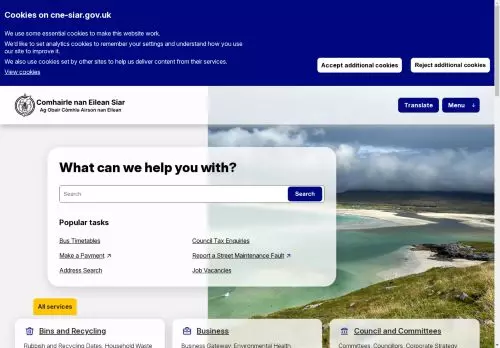 Cookies on cne-siar.gov.uk
We use some essential cookies to make this website work.
We'd like to set analytics cookies to remember your settings and understand how you
use our site to improve it.
We also use cookies set by other sites to help us deliver content from their services.
View cookies
Accept additional cookies
Reject additional cookies
Comhairle nan Eilean Siar
Ag Obair Còmhla Airson nan Eilean
Translate
Menu
What can we help you with?
Search
Search
Popular tasks
Bus Timetables
Council Tax Enquiries
Make a Payment
Report a Street Maintenance Fault
Address Search
Job Vacancies
All services
Bins and Recycling
Business
Council and Committees
Rubbish and Recycling Dates, Household Waste
Business Gateway, Environmental Health,
Committees, Councillors, Corporate Strategy